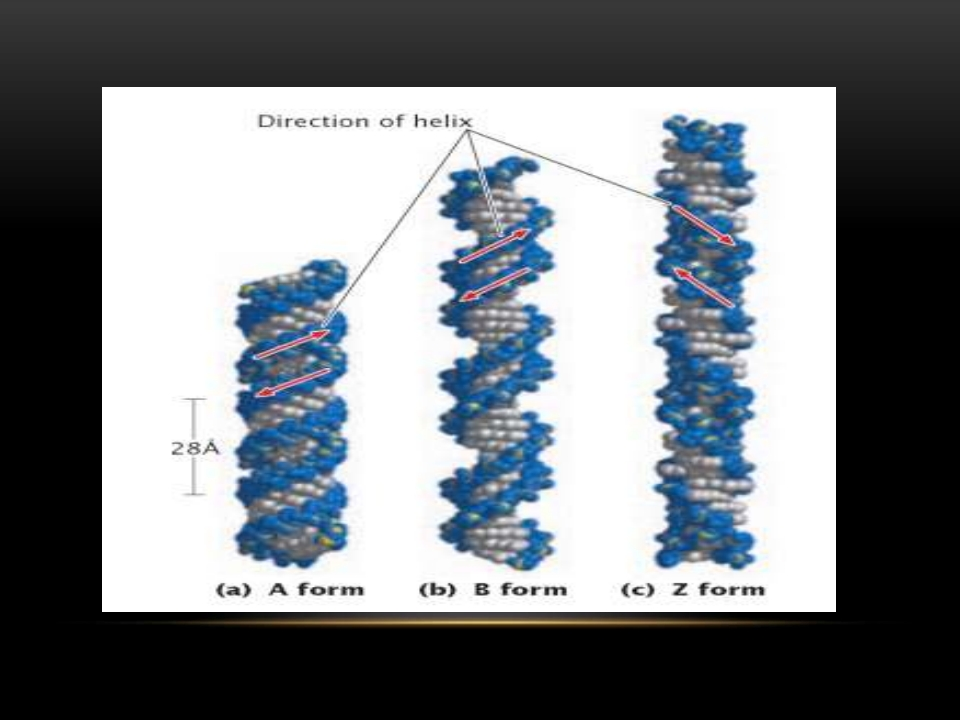 Direction of helix
28Å
(a) A form
(b) B form
(c) Z form